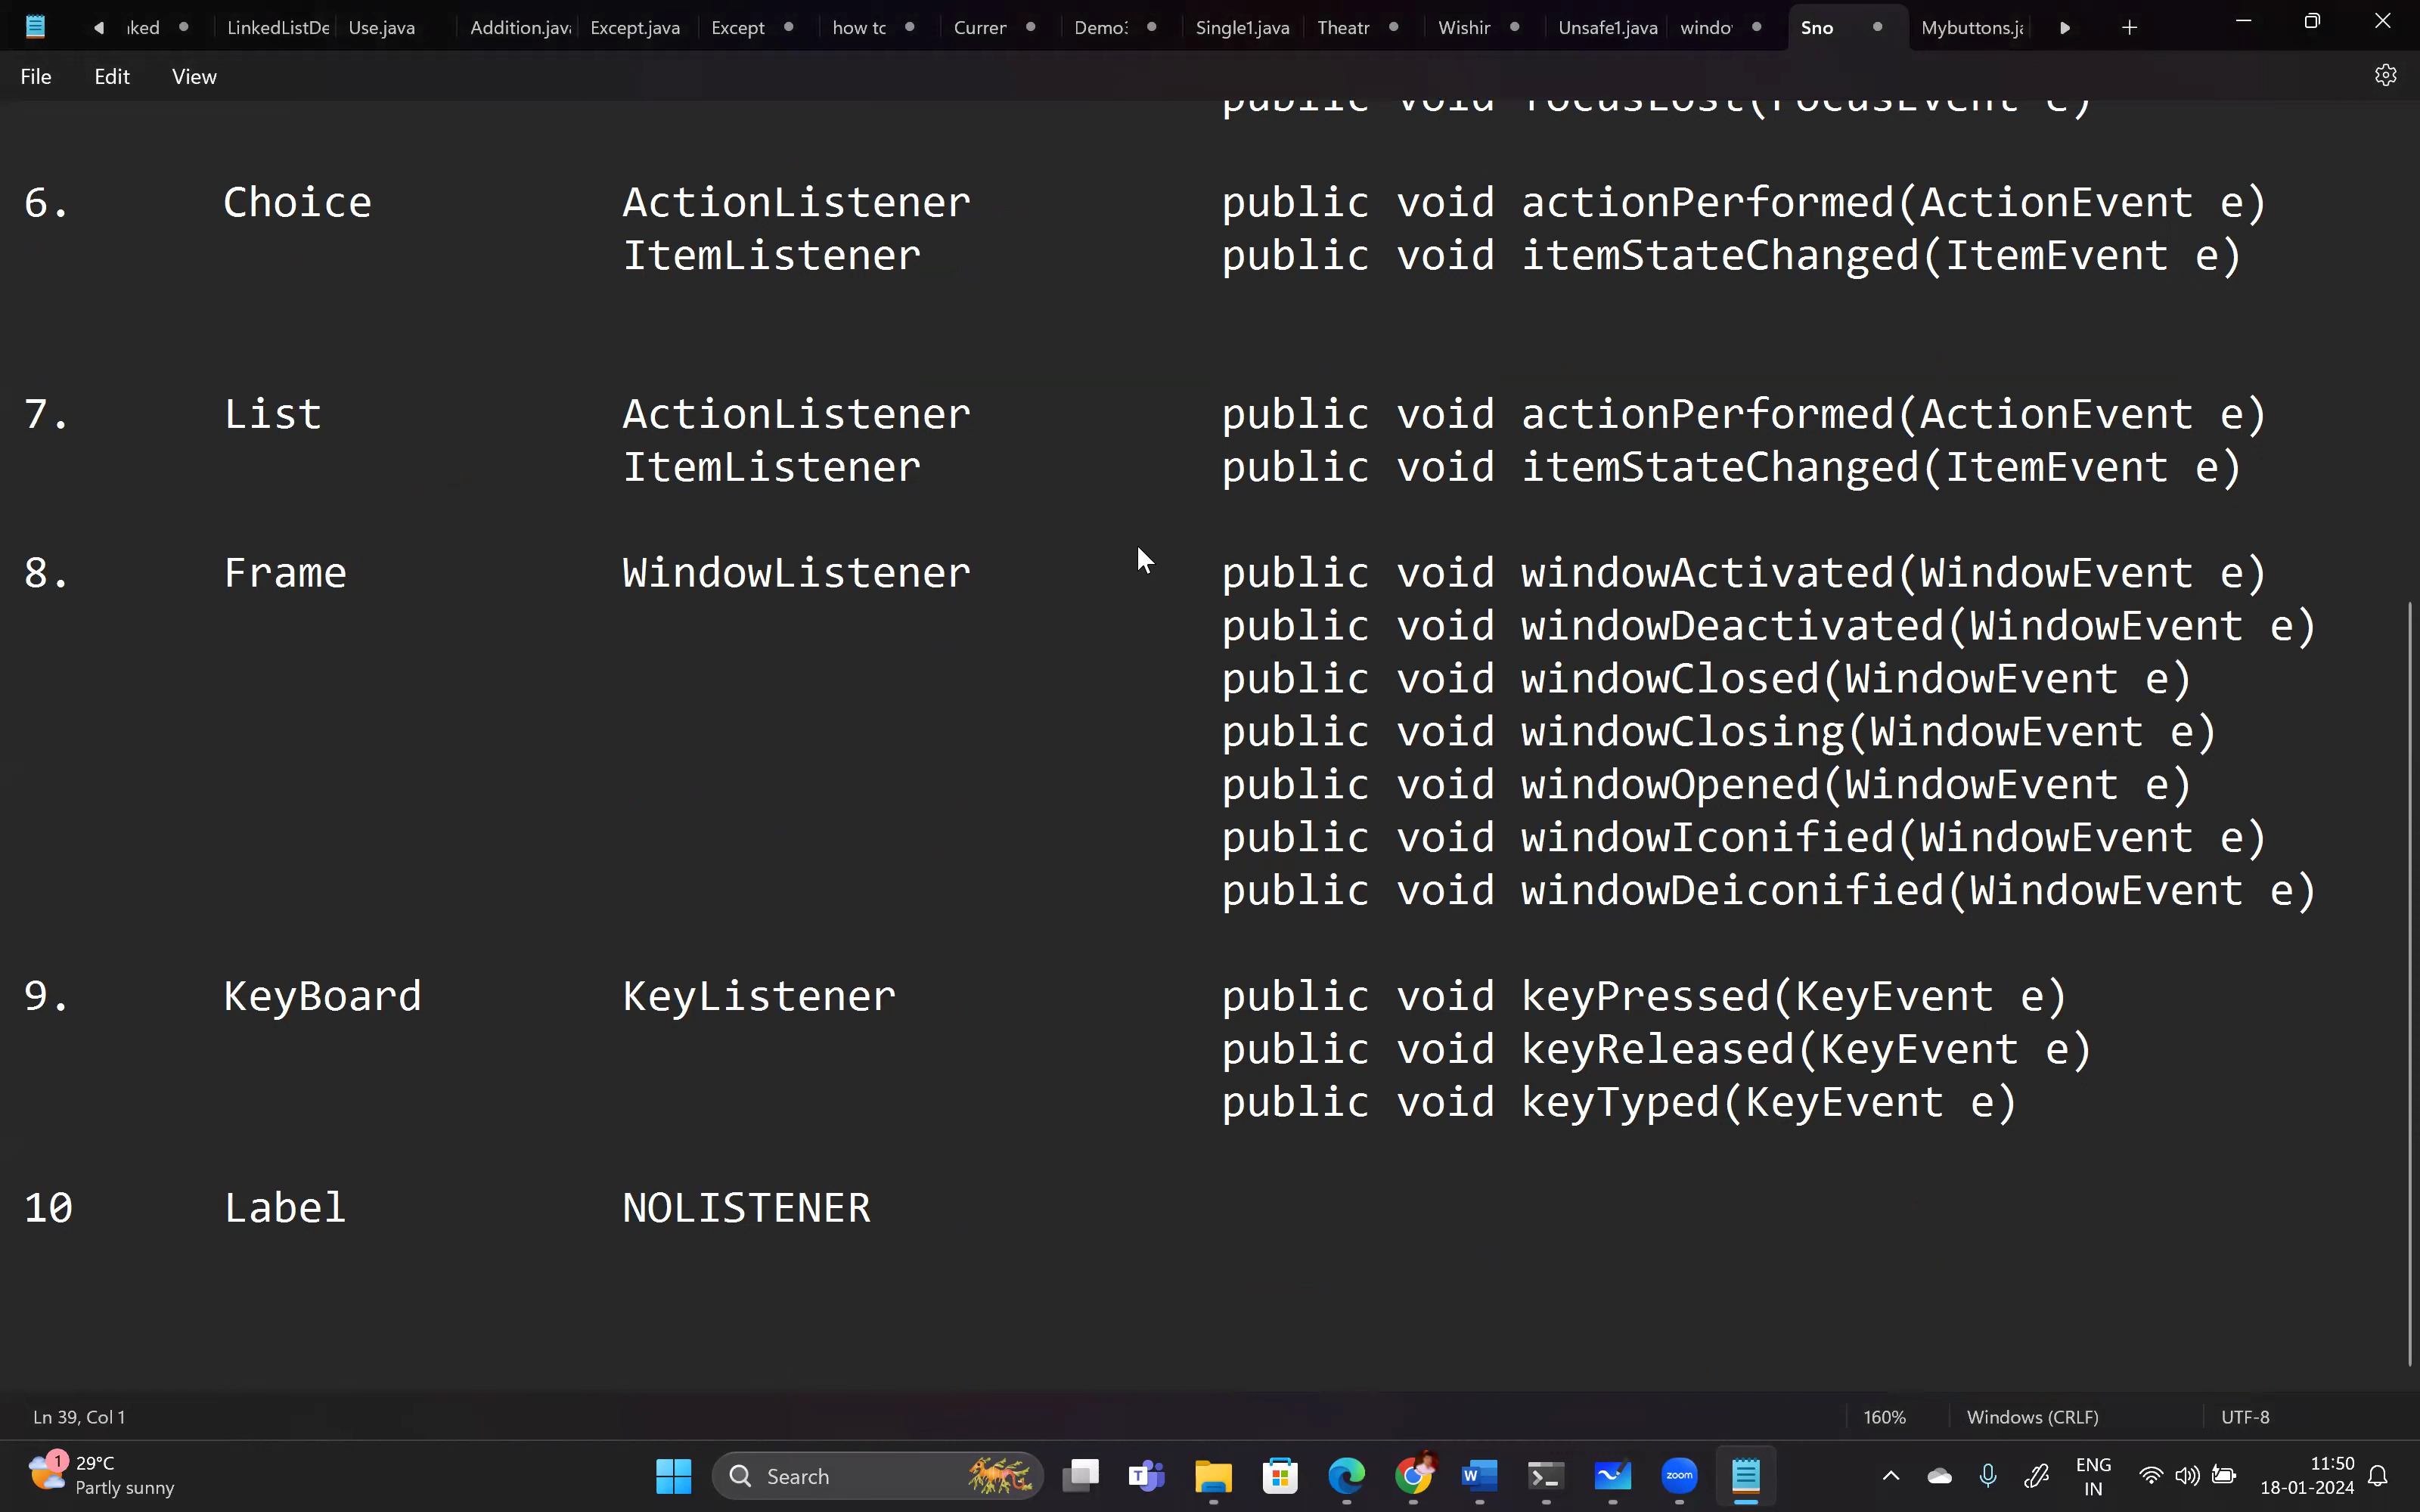 ıked LinkedListDe Use.java Addition.java Except.java Except how tc Currer Demo: Single1.java Theatr Wishir Unsafe1.java windo Sno Mybuttons.ja
File Edit View
public void focusLost(FocusEvent e)
6. Choice ActionListener public void actionPerformed(ActionEvent e)
ItemListener public void itemStateChanged(ItemEvent e)
7. List ActionListener public void actionPerformed(ActionEvent e)
ItemListener public void itemStateChanged(ItemEvent e)
8. Frame WindowListener public void windowActivated(WindowEvent e)
public void windowDeactivated(WindowEvent e)
public void windowClosed(WindowEvent e)
public void windowClosing(WindowEvent e)
public void windowOpened(WindowEvent e)
public void windowIconified(WindowEvent e)
public void windowDeiconified(WindowEvent e)
9. KeyBoard KeyListener public void keyPressed(KeyEvent e)
public void keyReleased(KeyEvent e)
public void keyTyped(KeyEvent e)
10 Label NOLISTENER
Ln 39, Col 1 160% Windows (CRLF) UTF-8
1 29°C Search T W zoom ENG 11:50
Partly sunny IN 18-01-2024